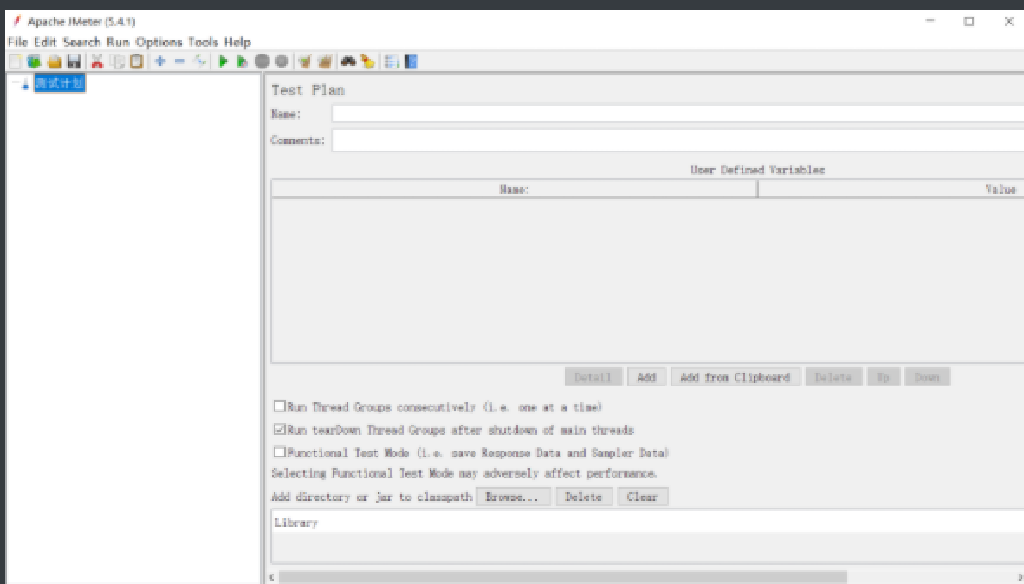 Apache JMeter (5.4.1)
File Edit Search Run Options Tools Help
测试计划
Test Plan
Name:
Comments:
User Defined Variables
Name: Value
Detail Add Add from Clipboard Delete Up Down
Run Thread Groups consecutively (i.e. one at a time)
Run tearDown Thread Groups after shutdown of main threads
Functional Test Mode (i.e. save Response Data and Sampler Data)
Selecting Functional Test Mode may adversely affect performance.
Add directory or jar to classpath Browse... Delete Clear
Library